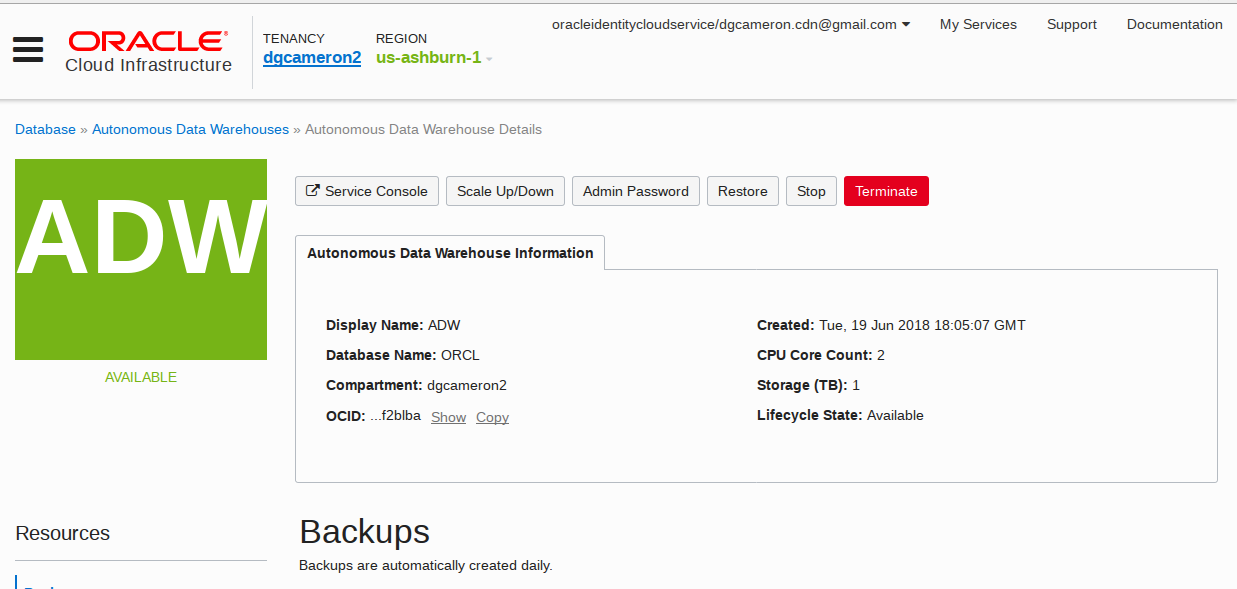 oracleidentitycloudservice/dgcameron.cdn@gmail.com My Services Support Documentation
ORACLE®
Cloud Infrastructure
TENANCY
dgcameron2
REGION
us-ashburn-1
Database » Autonomous Data Warehouses » Autonomous Data Warehouse Details
ADW
AVAILABLE
Service Console Scale Up/Down Admin Password Restore Stop Terminate
Autonomous Data Warehouse Information
Display Name: ADW
Database Name: ORCL
Compartment: dgcameron2
OCID: ...f2blba Show Copy
Created: Tue, 19 Jun 2018 18:05:07 GMT
CPU Core Count: 2
Storage (TB): 1
Lifecycle State: Available
Resources
Backups
Backups are automatically created daily.